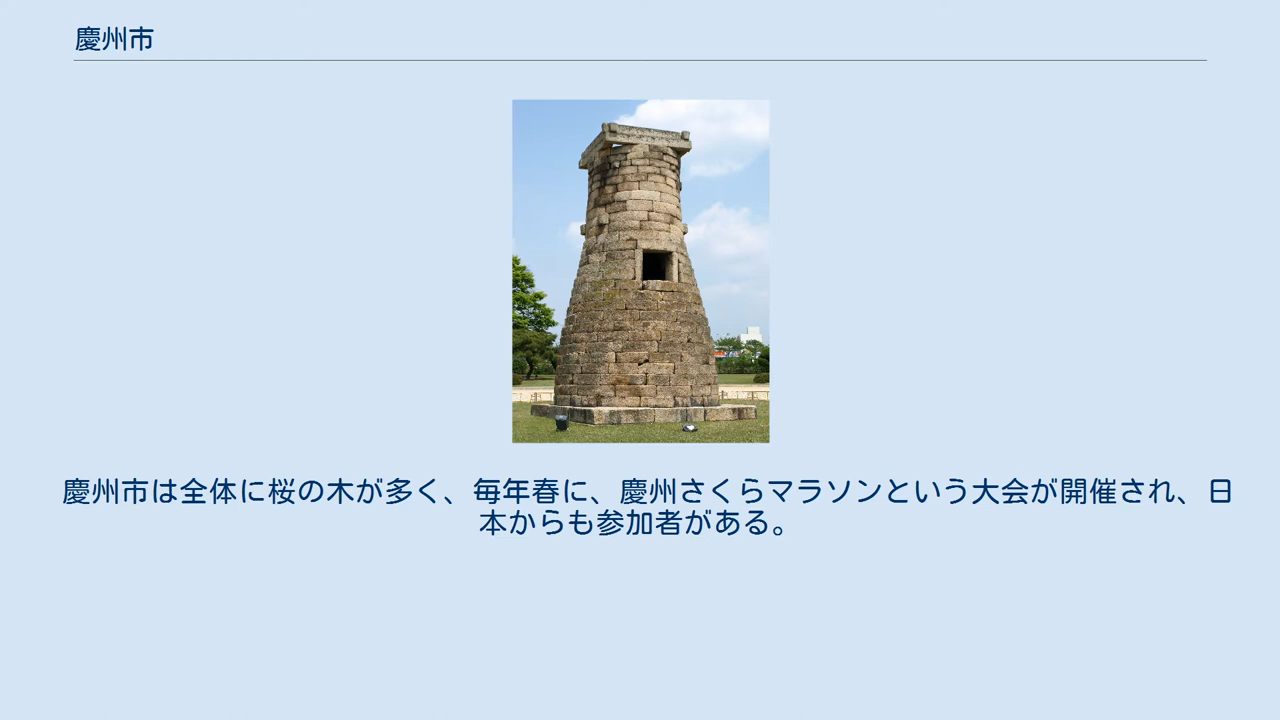 慶州市
慶州市は全体に桜の木が多く、毎年春に、慶州さくらマラソンという大会が開催され、日
本からも参加者がある。